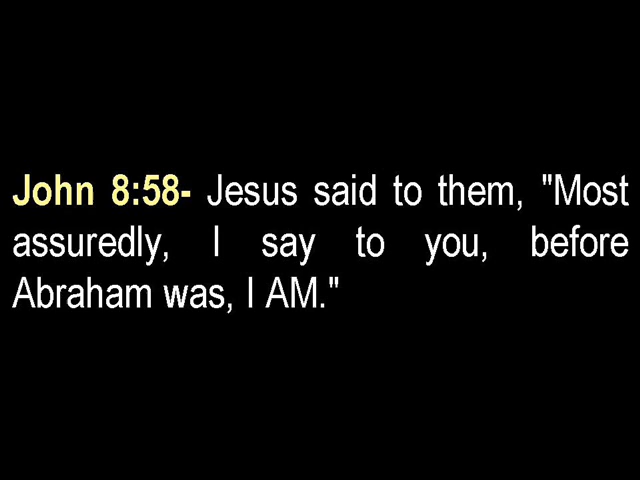 John 8:58- Jesus said to them, "Most
assuredly, I say to you, before
Abraham was, I AM."